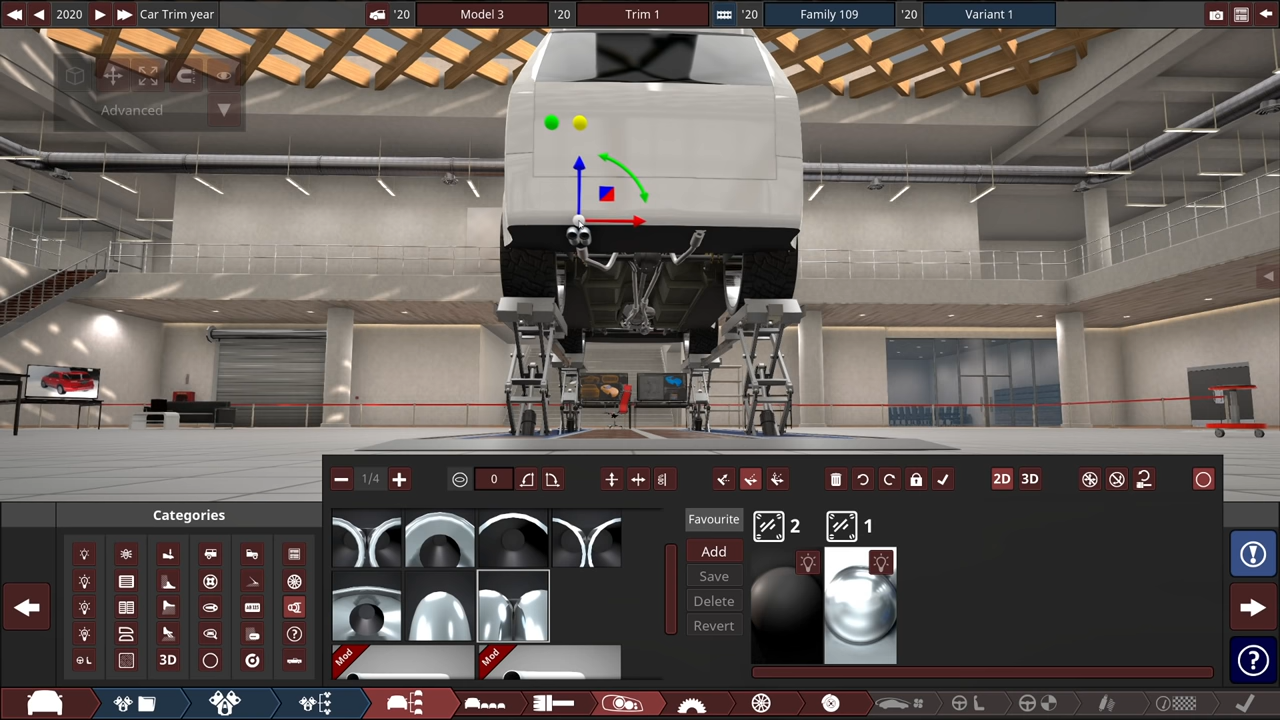 2020 Car Trim year '20 Model 3 '20 Trim 1 '20 Family 109 '20 Variant 1
Advanced
1/4 0 2D 3D
Categories
Favourite 2 1
Add
Save
Delete
Revert
3D
L
Mod Mod